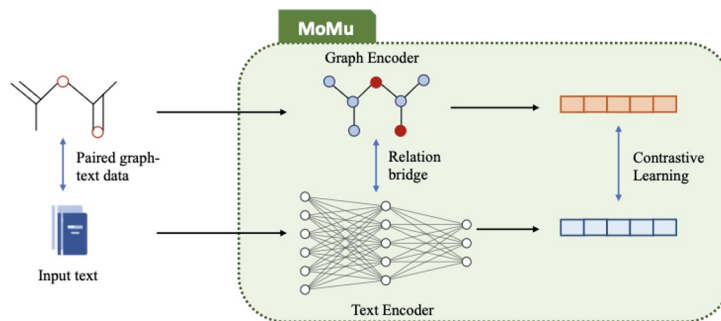 MoMu
Graph Encoder
Paired graph-
text data
Relation
bridge
Contrastive
Learning
Input text
Text Encoder